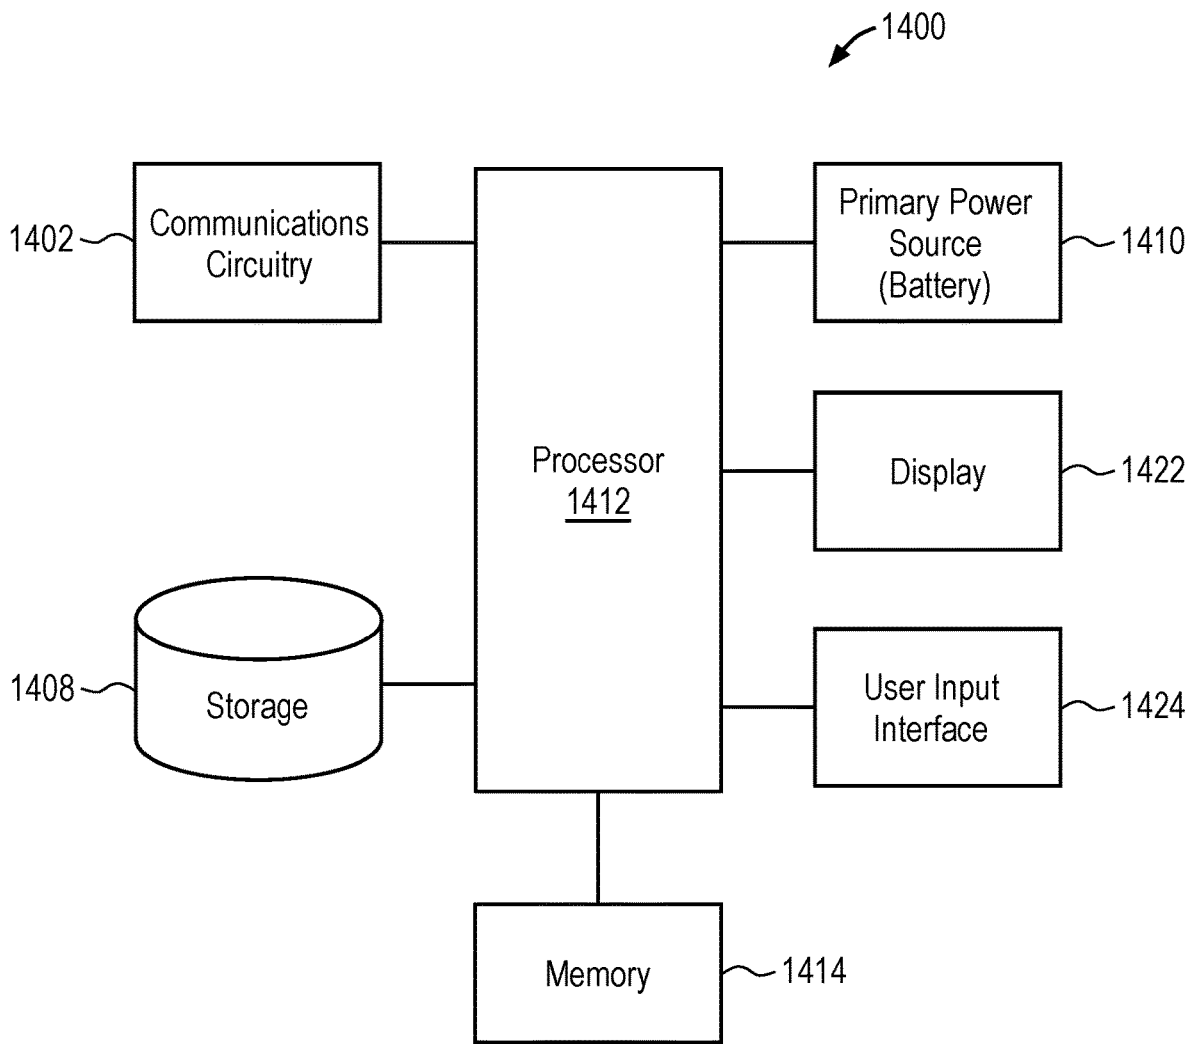 1400
Communications
Circuitry
1402
Primary Power
Source
(Battery)
1410
Processor
1412
Display
1422
Storage
1408
User Input
Interface
1424
Memory
1414